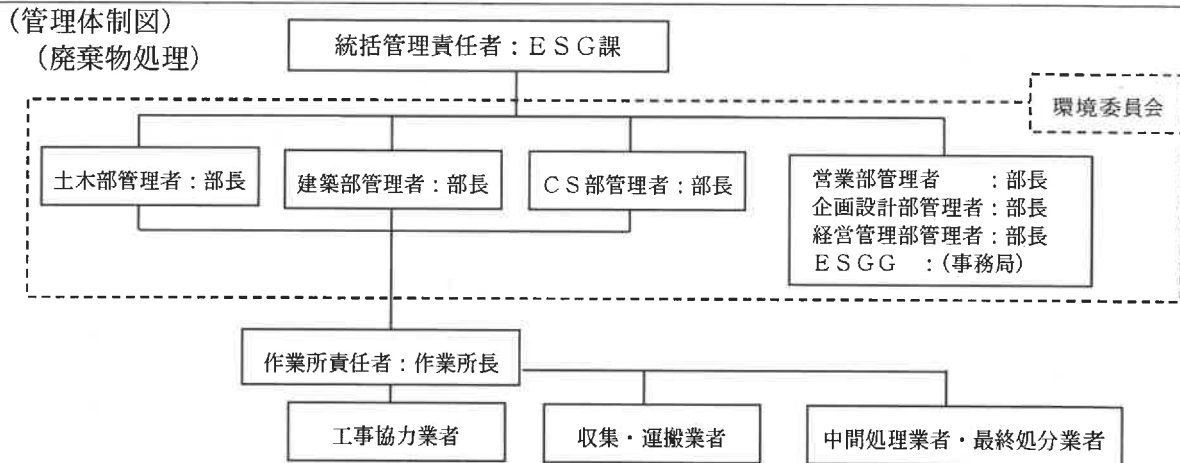 (管理体制図)
(廃棄物処理)
統括管理責任者:ESG課
環境委員会
土木部管理者:部長
建築部管理者:部長
CS部管理者:部長
営業部管理者 :部長
企画設計部管理者:部長
経営管理部管理者:部長
ESGG :(事務局)
作業所責任者:作業所長
工事協力業者
収集・運搬業者
中間処理業者・最終処分業者